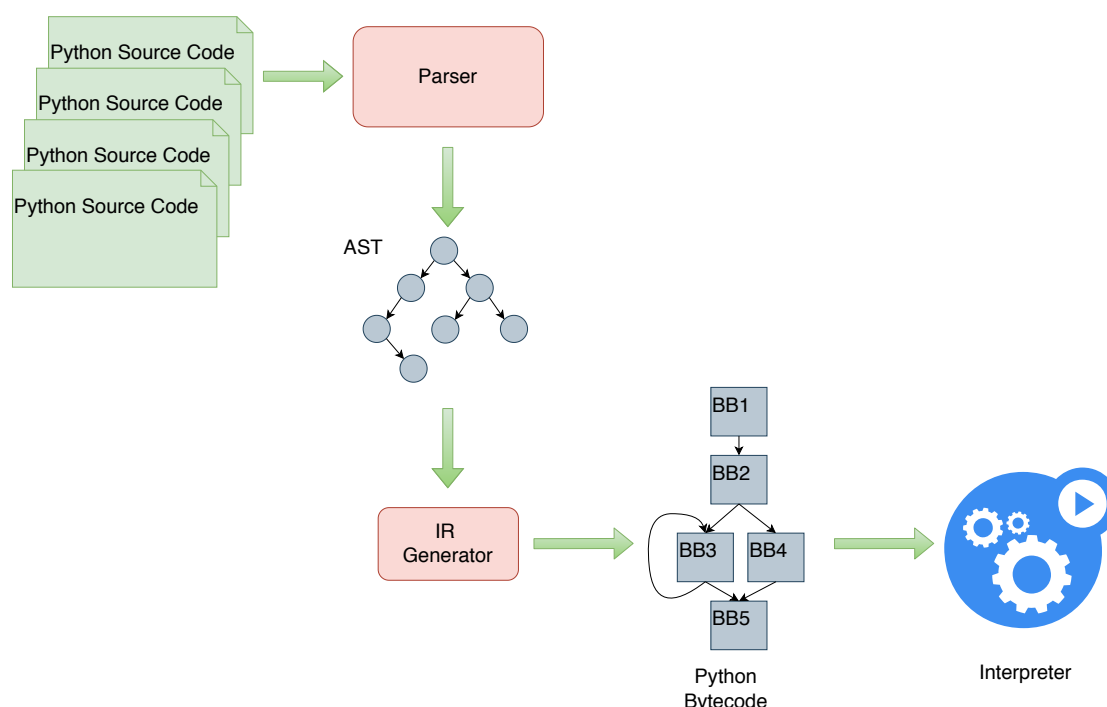 Python Source Code
Parser
Python Source Code
Python Source Code
Python Source Code
AST
BB1
BB2
IR
Generator
BB3
BB4
BB5
Python
Bytecode
Interpreter